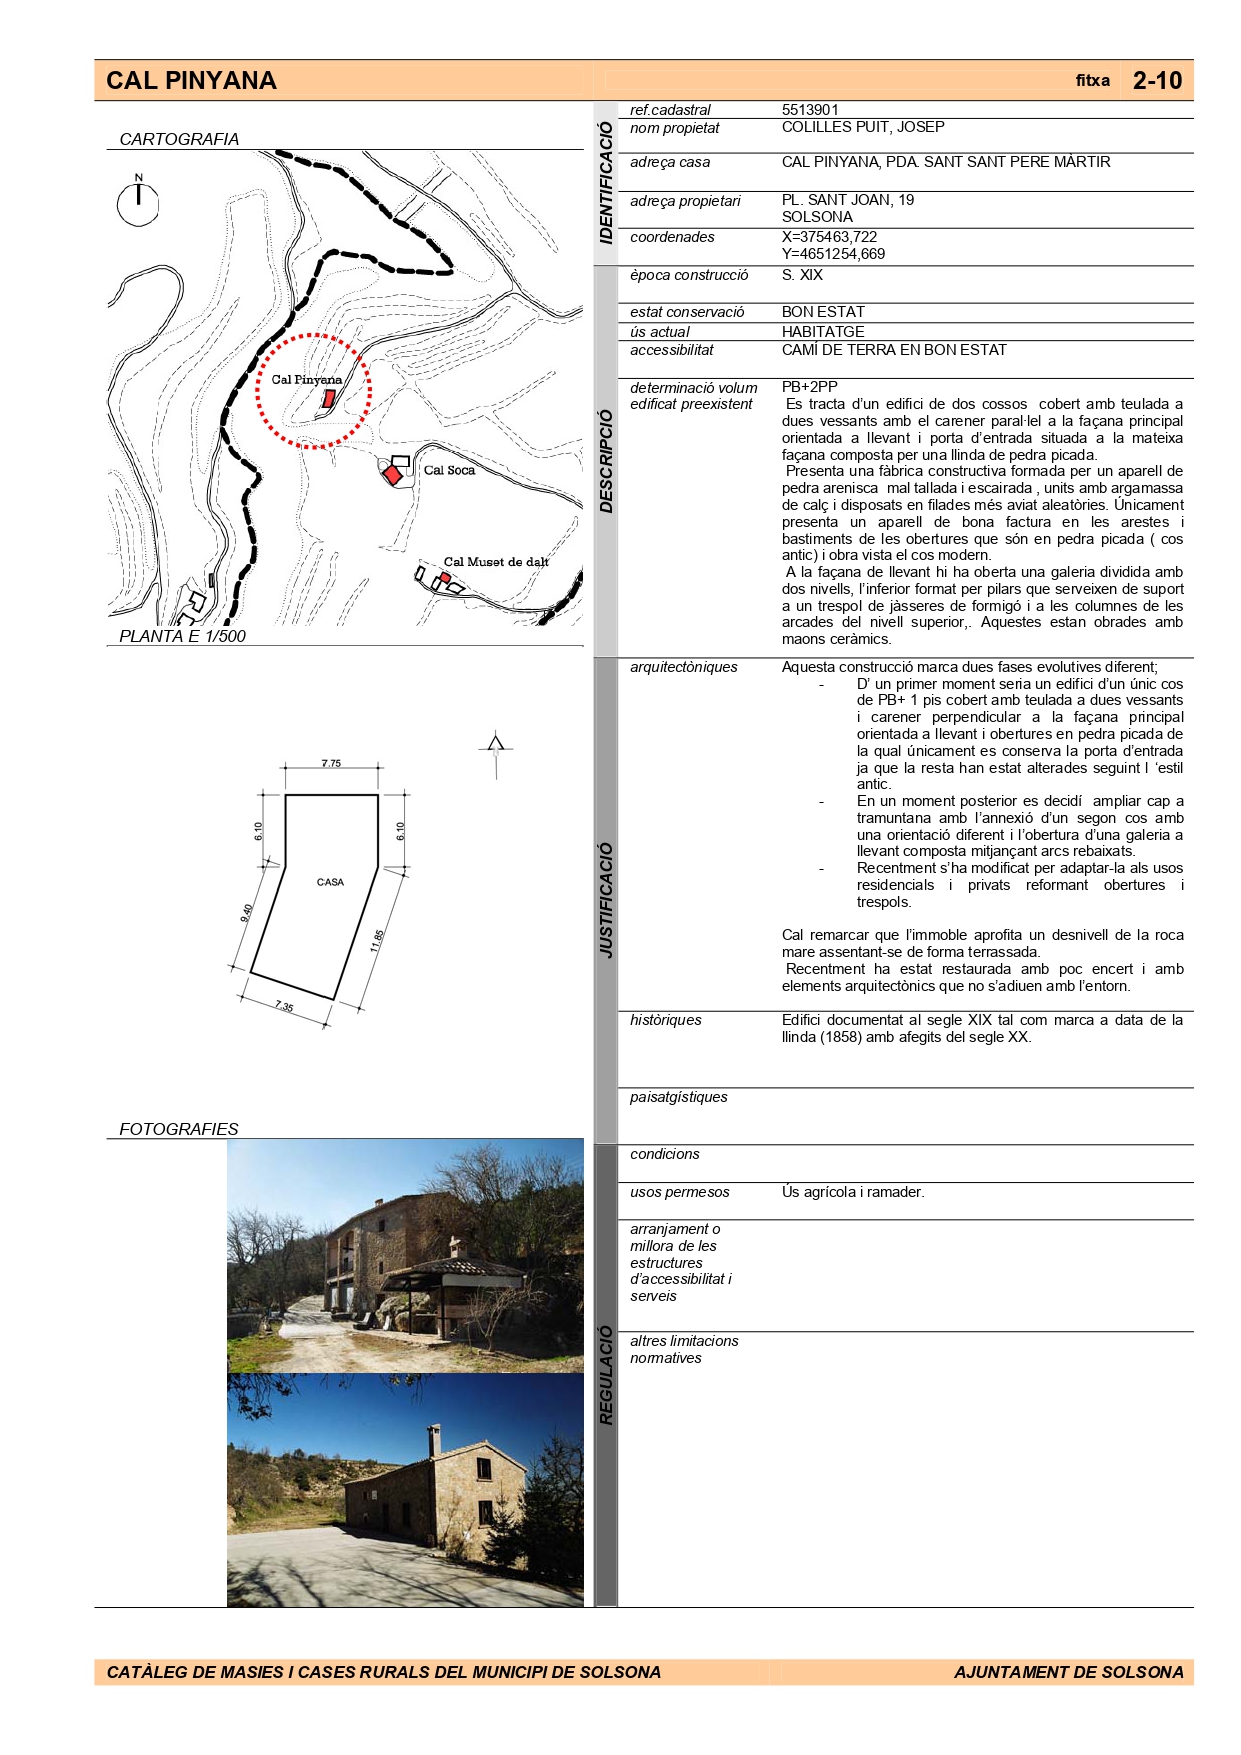 CAL PINYANA
fitxa 2-10
CARTOGRAFIA
N
Cal Pinyana
Cal Soca
Cal Muset de dalt
PLANTA E 1/500
7.75
6.10
6.10
CASA
9.40
11.85
7.35
FOTOGRAFIES
IDENTIFICACIÓ
ref.cadastral 5513901
nom propietat COLILLES PUIT, JOSEP
adreça casa CAL PINYANA, PDA. SANT SANT PERE MÀRTIR
adreça propietari PL. SANT JOAN, 19
SOLSONA
coordenades X=375463,722
Y=4651254,669
DESCRIPCIÓ
època construcció S. XIX
estat conservació BON ESTAT
ús actual HABITATGE
accessibilitat CAMÍ DE TERRA EN BON ESTAT
determinació volum
edificat preexistent
PB+2PP
Es tracta d’un edifici de dos cossos cobert amb teulada a
dues vessants amb el carener paral·lel a la façana principal
orientada a llevant i porta d’entrada situada a la mateixa
façana composta per una llinda de pedra picada.
Presenta una fàbrica constructiva formada per un aparell de
pedra arenisca mal tallada i escairada , units amb argamassa
de calç i disposats en filades més aviat aleatòries. Únicament
presenta un aparell de bona factura en les arestes i
bastiments de les obertures que són en pedra picada ( cos
antic) i obra vista el cos modern.
A la façana de llevant hi ha oberta una galeria dividida amb
dos nivells, l’inferior format per pilars que serveixen de suport
a un trespol de jàsseres de formigó i a les columnes de les
arcades del nivell superior,. Aquestes estan obrades amb
maons ceràmics.
JUSTIFICACIÓ
arquitectòniques Aquesta construcció marca dues fases evolutives diferent;
- D’ un primer moment seria un edifici d’un únic cos
de PB+ 1 pis cobert amb teulada a dues vessants
i carener perpendicular a la façana principal
orientada a llevant i obertures en pedra picada de
la qual únicament es conserva la porta d’entrada
ja que la resta han estat alterades seguint l ‘estil
antic.
- En un moment posterior es decidí ampliar cap a
tramuntana amb l’annexió d’un segon cos amb
una orientació diferent i l’obertura d’una galeria a
llevant composta mitjançant arcs rebaixats.
- Recentment s’ha modificat per adaptar-la als usos
residencials i privats reformant obertures i
trespols.
Cal remarcar que l’immoble aprofita un desnivell de la roca
mare assentant-se de forma terrassada.
Recentment ha estat restaurada amb poc encert i amb
elements arquitectònics que no s’adiuen amb l’entorn.
històriques Edifici documentat al segle XIX tal com marca a data de la
llinda (1858) amb afegits del segle XX.
paisatgístiques
REGULACIÓ
condicions
usos permesos Ús agrícola i ramader.
arranjament o
millora de les
estructures
d’accessibilitat i
serveis
altres limitacions
normatives
CATÀLEG DE MASIES I CASES RURALS DEL MUNICIPI DE SOLSONA AJUNTAMENT DE SOLSONA